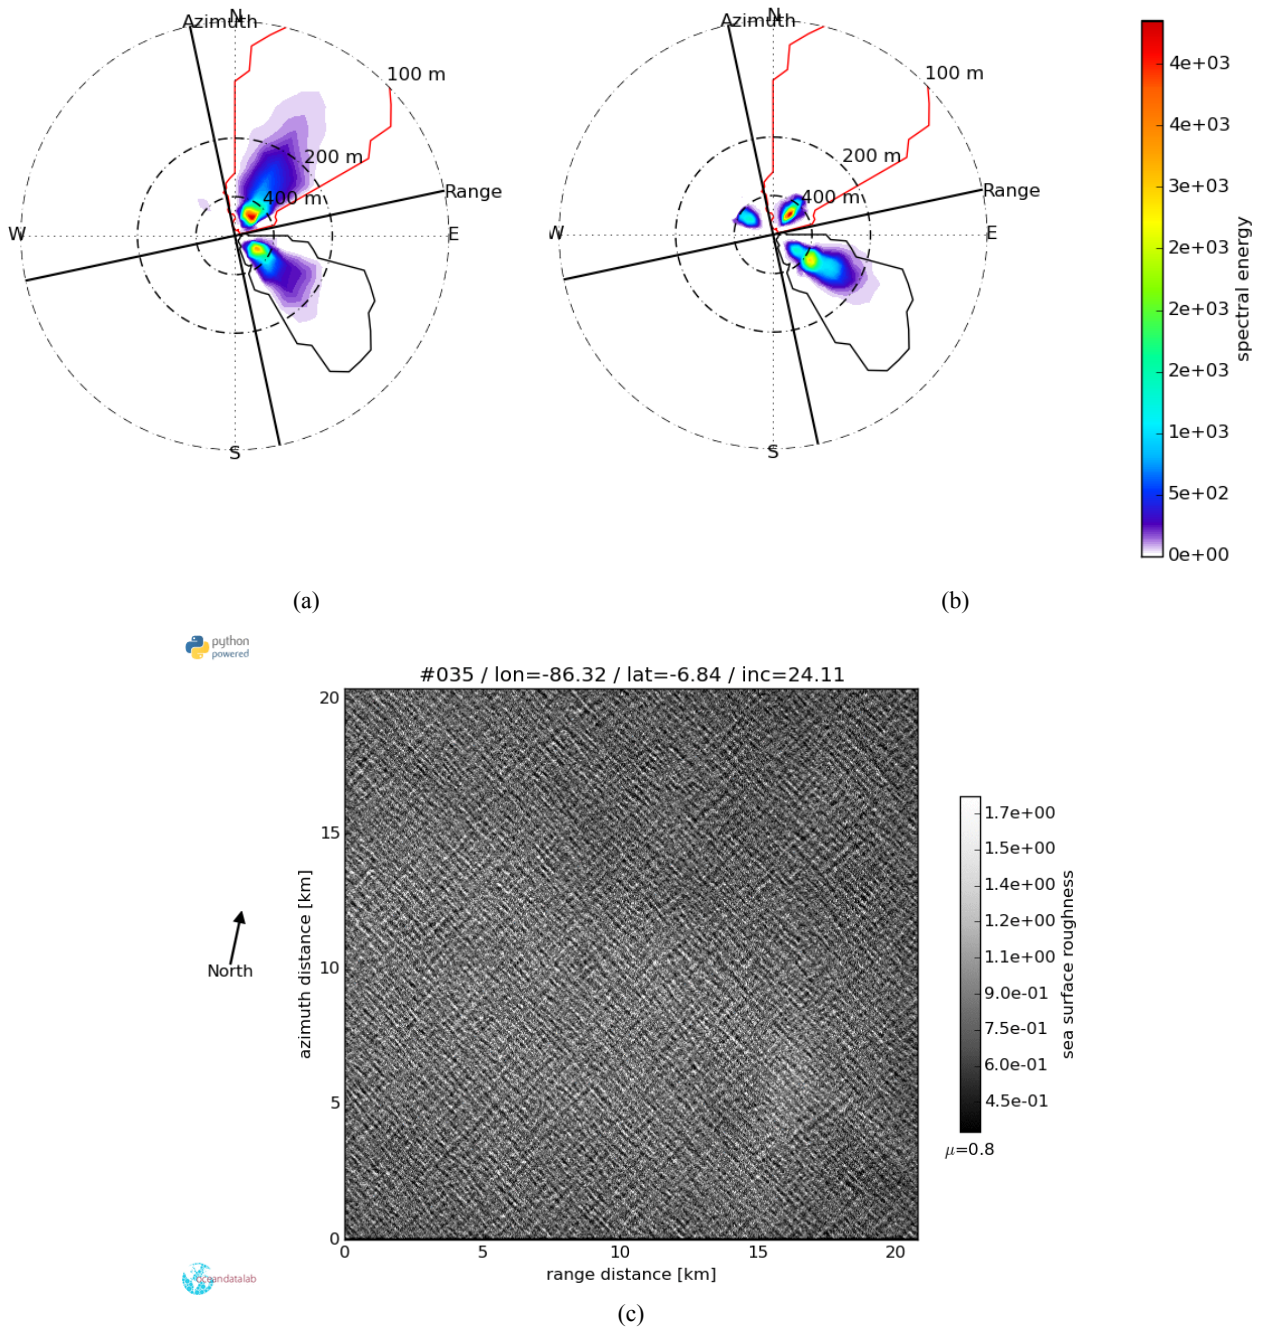 N
Azimuth
100 m
200 m
400 m
Range
W
E
S
N
Azimuth
100 m
200 m
400 m
Range
W
E
S
4e+03
4e+03
3e+03
2e+03
2e+03
2e+03
1e+03
5e+02
0e+00
spectral energy
(a)
(b)
python
powered
#035 / lon=-86.32 / lat=-6.84 / inc=24.11
20
15
10
5
0
azimuth distance [km]
North
0
5
10
15
20
range distance [km]
1.7e+00
1.5e+00
1.4e+00
1.2e+00
1.1e+00
9.0e-01
7.5e-01
6.0e-01
4.5e-01
sea surface roughness
μ=0.8
oceandatalab
(c)